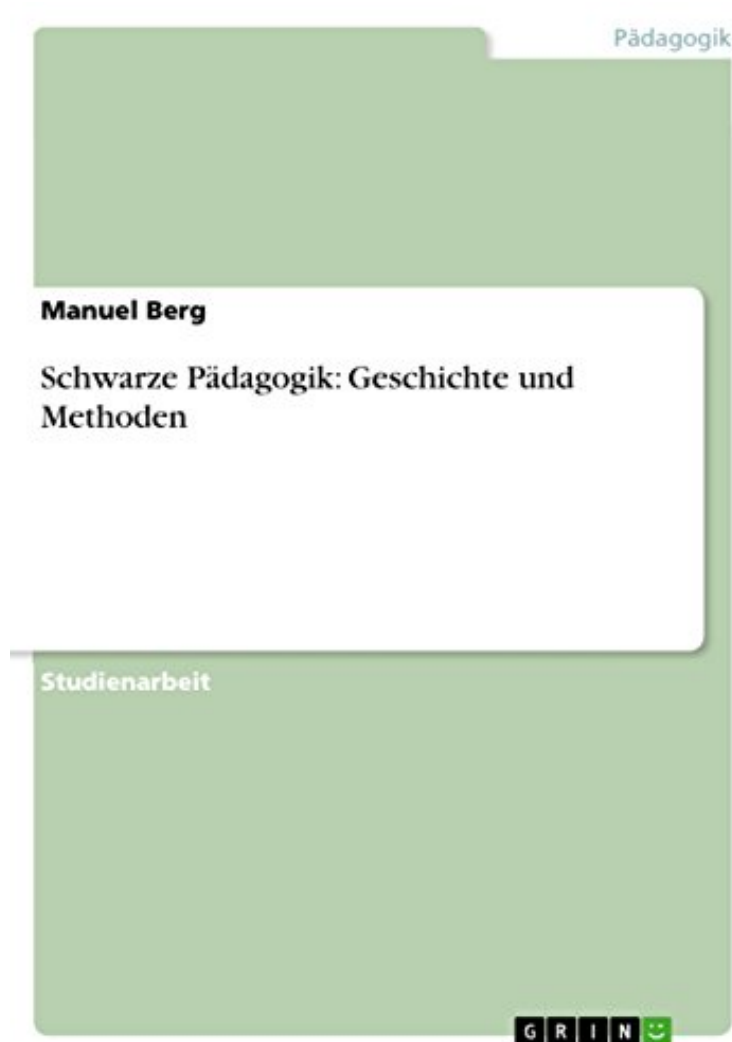 Pädagogik
Manuel Berg
Schwarze Pädagogik: Geschichte und
Methoden
Studienarbeit
GRIN